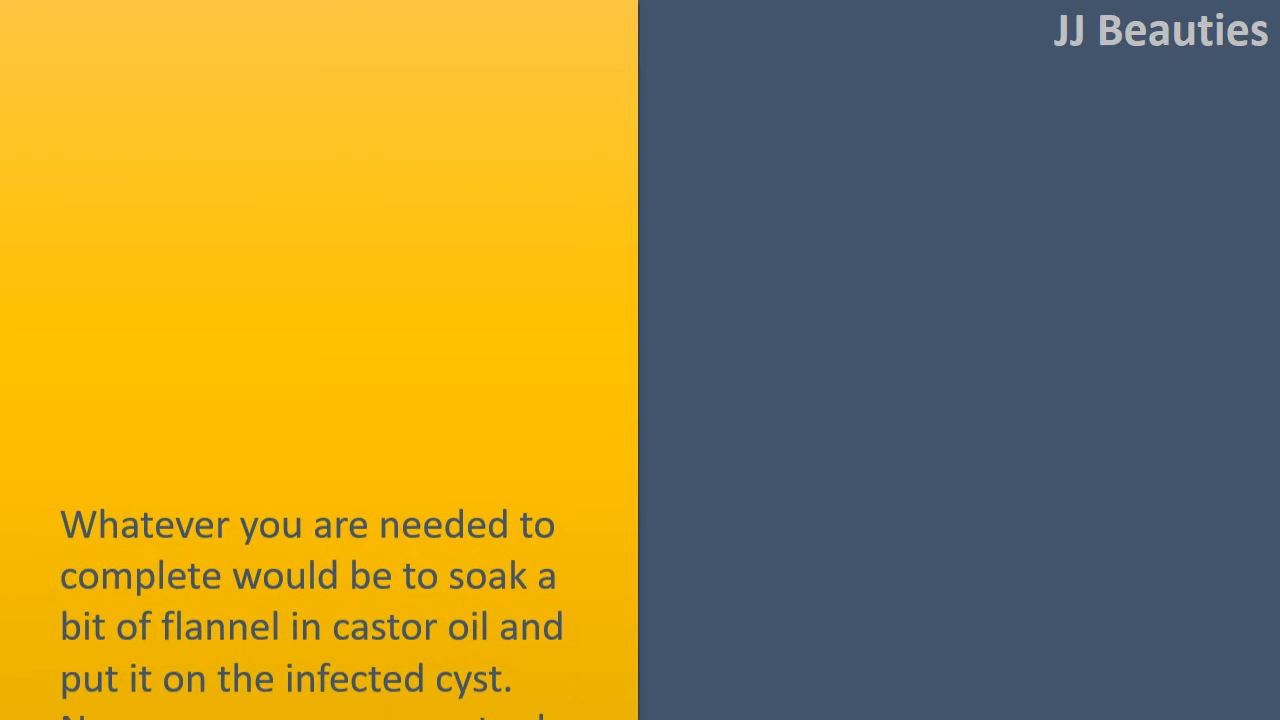 JJ Beauties
Whatever you are needed to
complete would be to soak a
bit of flannel in castor oil and
put it on the infected cyst.